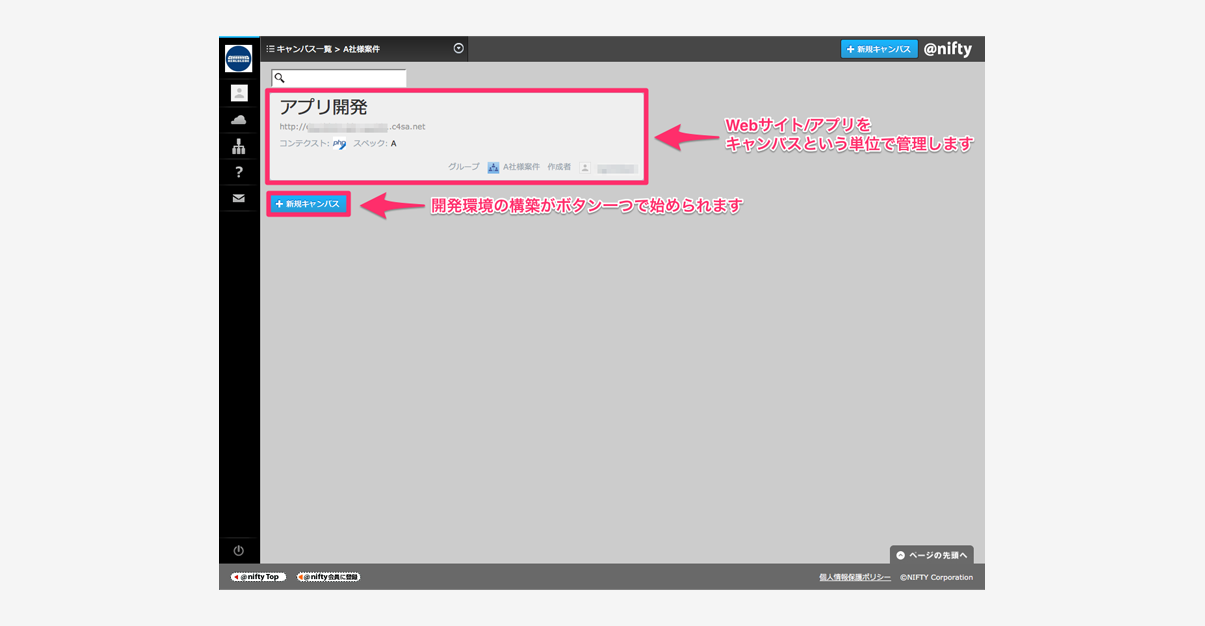 キャンバス一覧 > A社様案件
+ 新規キャンバス
@nifty
アプリ開発
http://c .c4sa.net
コンテクスト: php スペック: A
グループ A社様案件 作成者
+ 新規キャンバス
Webサイト/アプリを
キャンバスという単位で管理します
開発環境の構築がボタン一つで始められます
?
ページの先頭へ
@nifty Top
@nifty会員に登録
個人情報保護ポリシー
©NIFTY Corporation